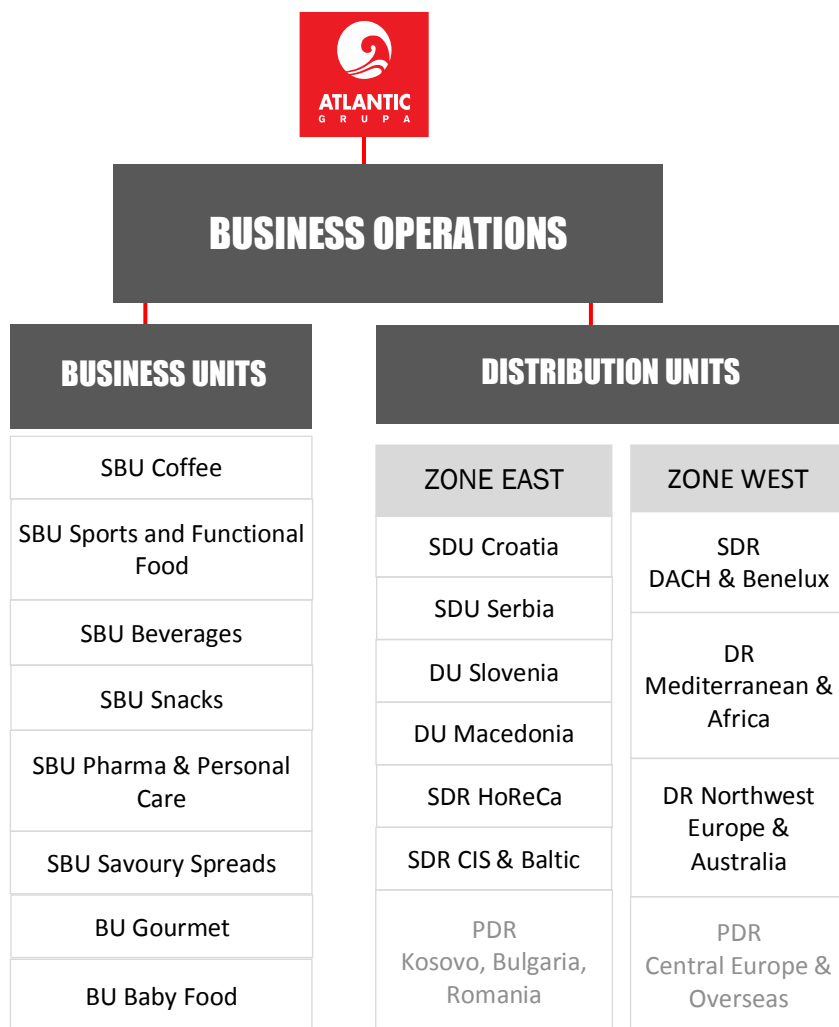 ATLANTIC
GRUPA
BUSINESS OPERATIONS
BUSINESS UNITS
SBU Coffee
SBU Sports and Functional
Food
SBU Beverages
SBU Snacks
SBU Pharma & Personal
Care
SBU Savoury Spreads
BU Gourmet
BU Baby Food
DISTRIBUTION UNITS
ZONE EAST
SDU Croatia
SDU Serbia
DU Slovenia
DU Macedonia
SDR HoReCa
SDR CIS & Baltic
PDR
Kosovo, Bulgaria,
Romania
ZONE WEST
SDR
DACH & Benelux
DR
Mediterranean &
Africa
DR Northwest
Europe &
Australia
PDR
Central Europe &
Overseas